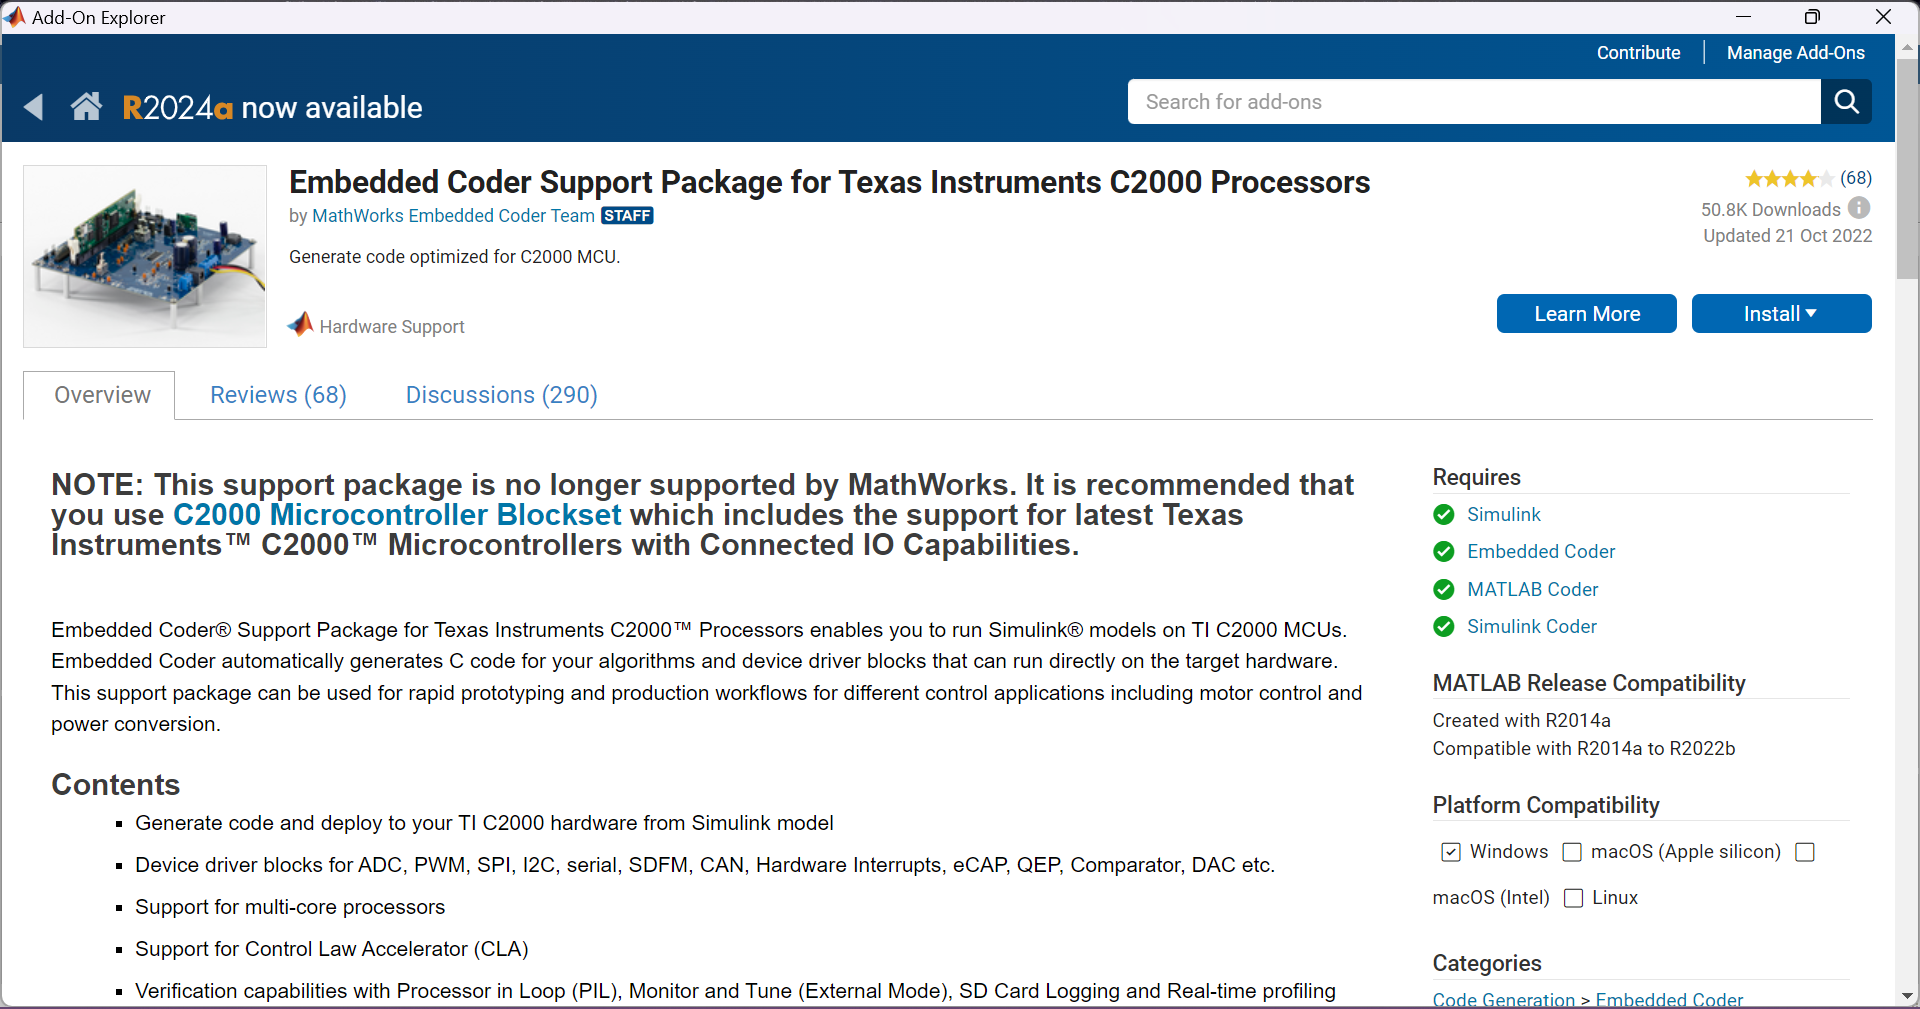 Add-On Explorer
Contribute
Manage Add-Ons
R2024a now available
Search for add-ons
Embedded Coder Support Package for Texas Instruments C2000 Processors
by MathWorks Embedded Coder Team STAFF
Generate code optimized for C2000 MCU.
Hardware Support
(68)
50.8K Downloads
Updated 21 Oct 2022
Learn More
Install
Overview
Reviews (68)
Discussions (290)
NOTE: This support package is no longer supported by MathWorks. It is recommended that
you use C2000 Microcontroller Blockset which includes the support for latest Texas
Instruments™ C2000™ Microcontrollers with Connected IO Capabilities.
Embedded Coder® Support Package for Texas Instruments C2000™ Processors enables you to run Simulink® models on TI C2000 MCUs.
Embedded Coder automatically generates C code for your algorithms and device driver blocks that can run directly on the target hardware.
This support package can be used for rapid prototyping and production workflows for different control applications including motor control and
power conversion.
Contents
▪ Generate code and deploy to your TI C2000 hardware from Simulink model
▪ Device driver blocks for ADC, PWM, SPI, I2C, serial, SDFM, CAN, Hardware Interrupts, eCAP, QEP, Comparator, DAC etc.
▪ Support for multi-core processors
▪ Support for Control Law Accelerator (CLA)
▪ Verification capabilities with Processor in Loop (PIL), Monitor and Tune (External Mode), SD Card Logging and Real-time profiling
Requires
Simulink
Embedded Coder
MATLAB Coder
Simulink Coder
MATLAB Release Compatibility
Created with R2014a
Compatible with R2014a to R2022b
Platform Compatibility
Windows macOS (Apple silicon)
macOS (Intel) Linux
Categories
Code Generation > Embedded Coder